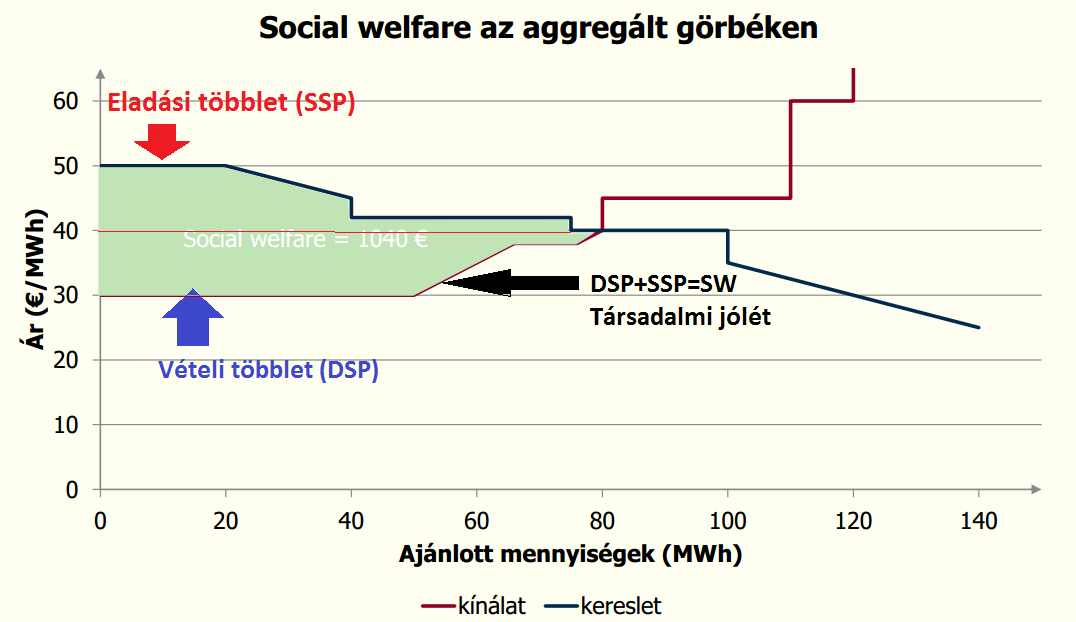 Social welfare az aggregált görbéken
Eladási többlet (SSP)
60
50
40
30
20
10
0
Ár (€/MWh)
Social welfare = 1040 €
DSP+SSP=SW
Társadalmi jólét
Vételi többlet (DSP)
0 20 40 60 80 100 120 140
Ajánlott mennyiségek (MWh)
kínálat kereslet